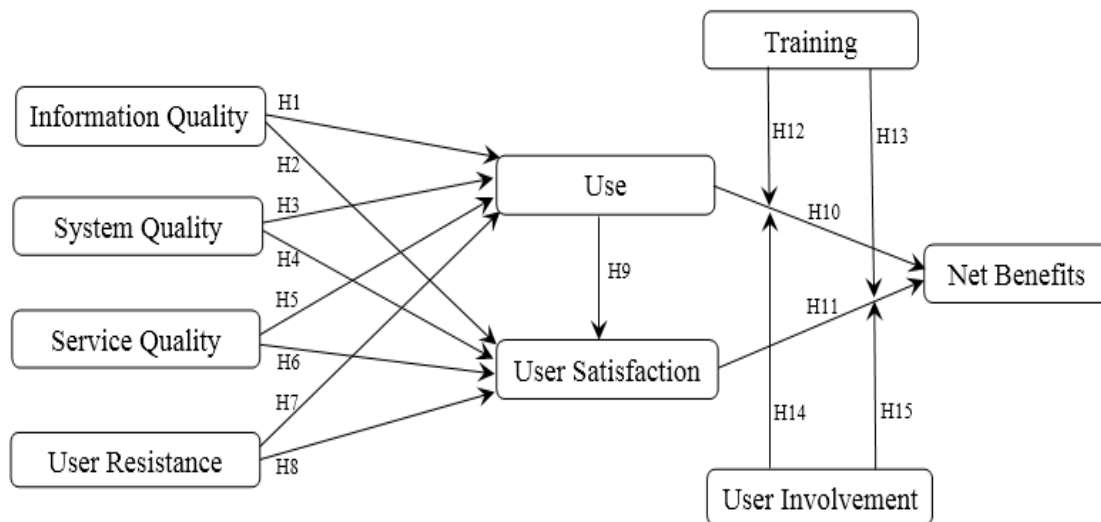 Training
Information Quality
H1
H2
H12
H13
Use
System Quality
H3
H4
H10
H9
Net Benefits
H5
Service Quality
H6
H11
User Satisfaction
H7
H14
H15
User Resistance
H8
User Involvement